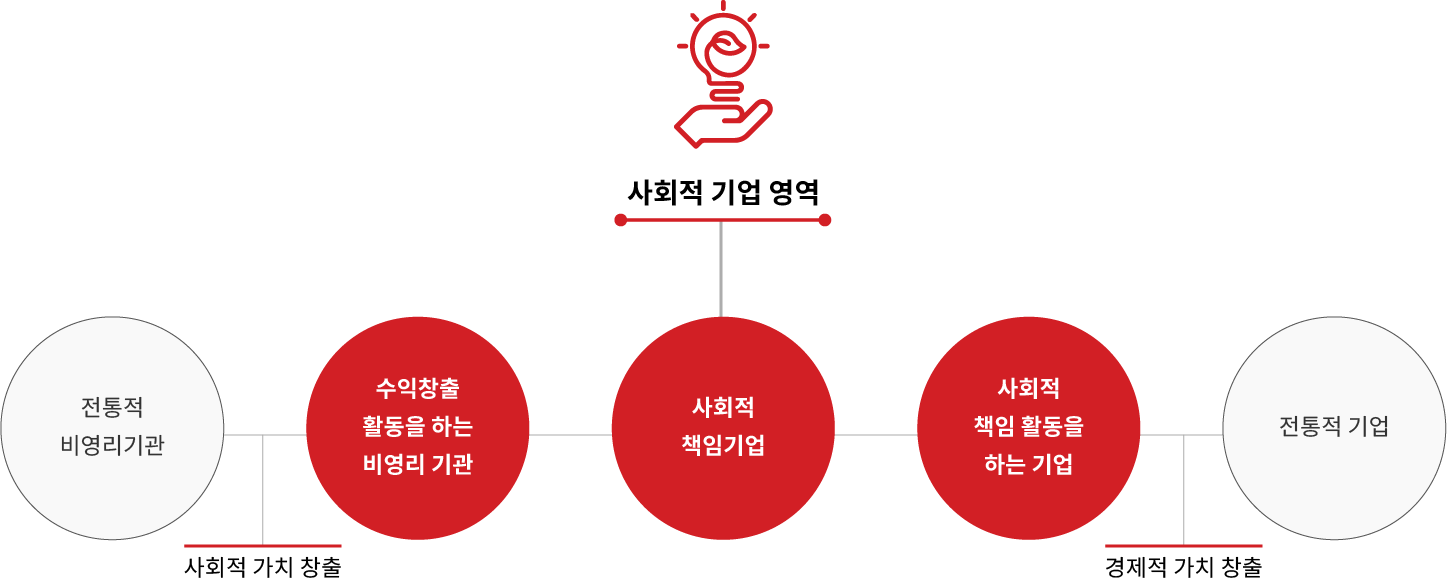 사회적 기업 영역
전통적
비영리기관
수익창출
활동을 하는
비영리 기관
사회적
책임기업
사회적
책임 활동을
하는 기업
전통적 기업
사회적 가치 창출
경제적 가치 창출